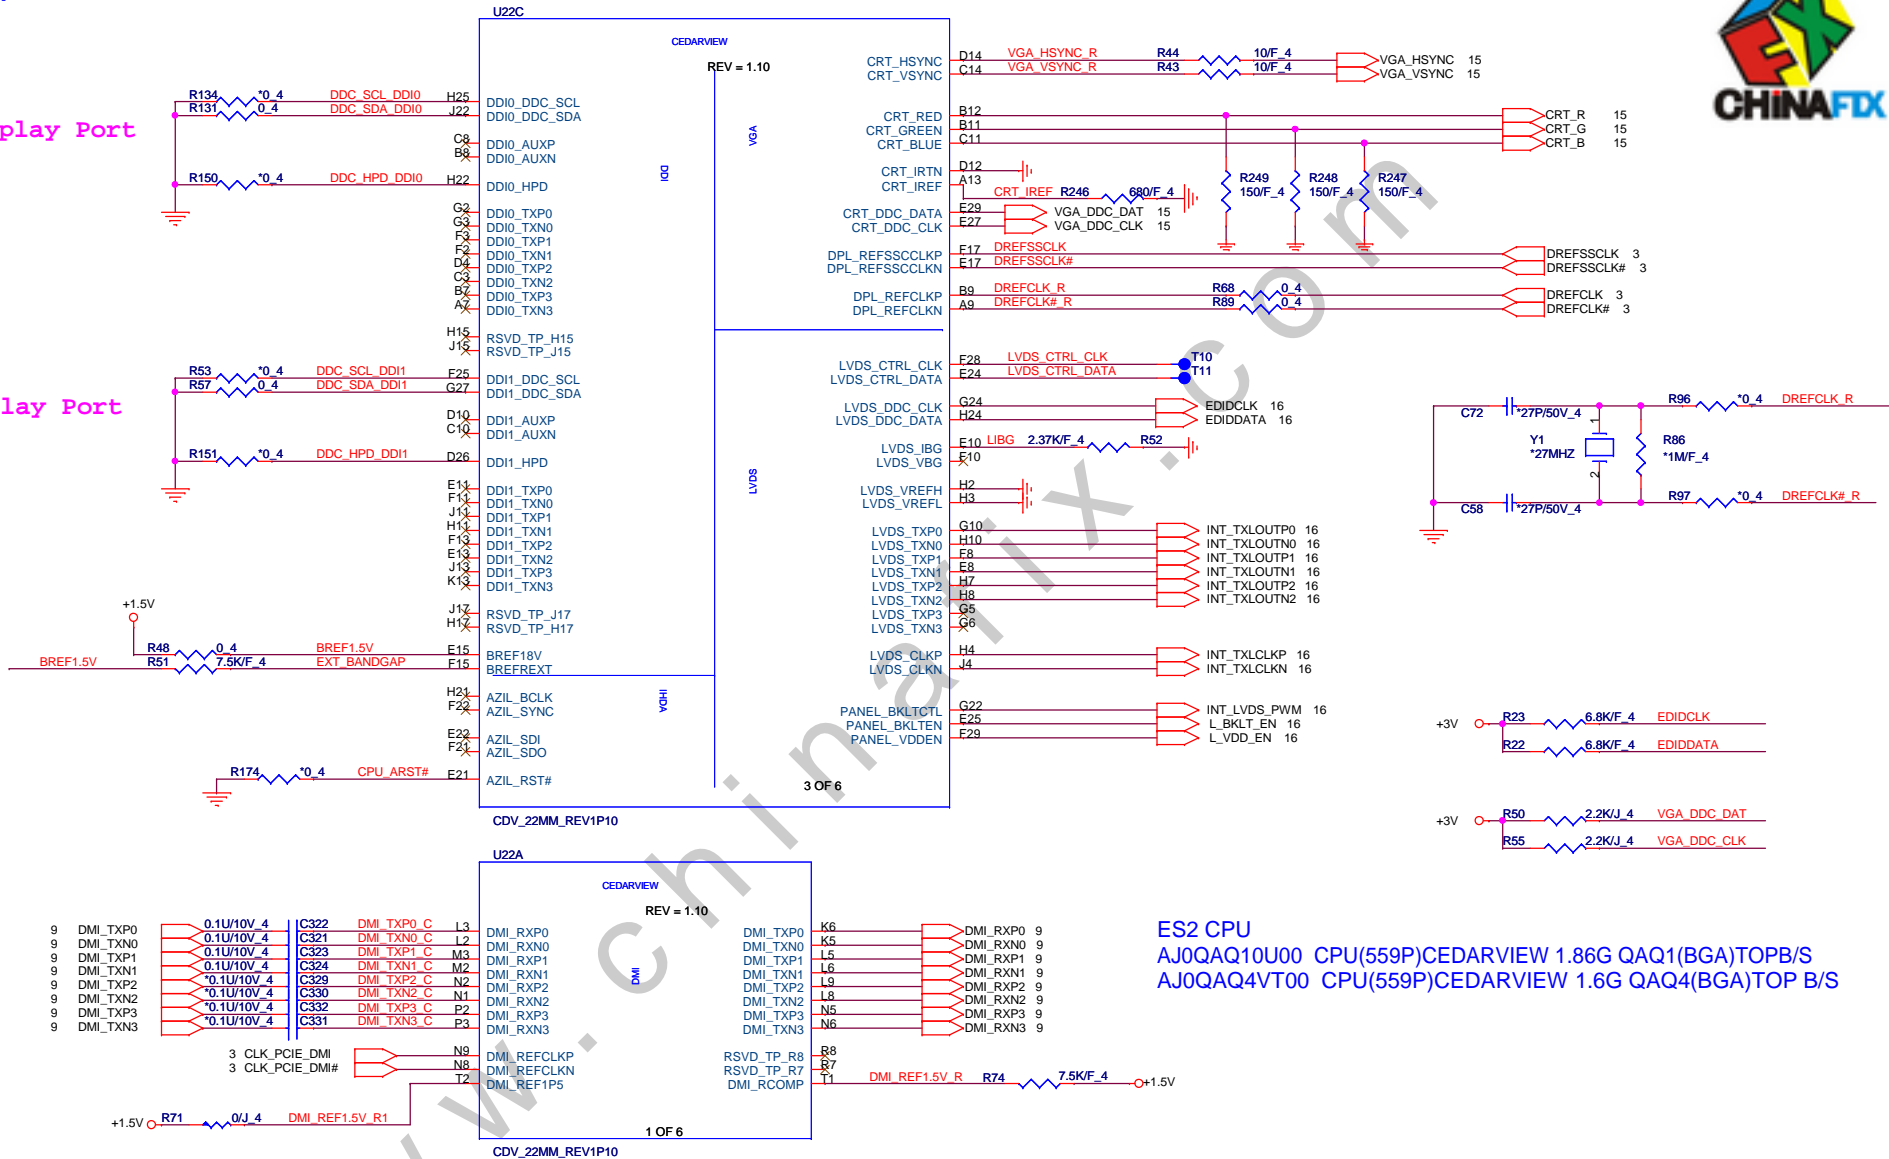 U22C
CEDARVIEW
REV = 1.10
CHINAFIX
play Port
R134 *0_4 DDC_SCL_DDI0 H25 DDI0_DDC_SCL
R131 0_4 DDC_SDA_DDI0 J22 DDI0_DDC_SDA
C8 DDI0_AUXP
B8 DDI0_AUXN
R150 *0_4 DDC_HPD_DDI0 H22 DDI0_HPD
G2 DDI0_TXP0
G3 DDI0_TXN0
F3 DDI0_TXP1
F2 DDI0_TXN1
D4 DDI0_TXP2
C3 DDI0_TXN2
B7 DDI0_TXP3
A7 DDI0_TXN3
H15 RSVD_TP_H15
J15 RSVD_TP_J15
lay Port
R53 *0_4 DDC_SCL_DDI1 F25 DDI1_DDC_SCL
R57 0_4 DDC_SDA_DDI1 G27 DDI1_DDC_SDA
D10 DDI1_AUXP
C10 DDI1_AUXN
R151 *0_4 DDC_HPD_DDI1 D26 DDI1_HPD
E11 DDI1_TXP0
F11 DDI1_TXN0
J11 DDI1_TXP1
H11 DDI1_TXN1
F13 DDI1_TXP2
E13 DDI1_TXN2
J13 DDI1_TXP3
K13 DDI1_TXN3
J17 RSVD_TP_J17
H17 RSVD_TP_H17
+1.5V
R48 0_4 BREF1.5V E15 BREF18V
BREF1.5V R51 7.5K/F_4 EXT_BANDGAP F15 BREFREXT
H21 AZIL_BCLK
F22 AZIL_SYNC
E22 AZIL_SDI
F21 AZIL_SDO
R174 *0_4 CPU_ARST# E21 AZIL_RST#
DDI
VGA
LVDS
IHDA
CRT_HSYNC D14 VGA_HSYNC_R R44 10/F_4 VGA_HSYNC 15
CRT_VSYNC C14 VGA_VSYNC_R R43 10/F_4 VGA_VSYNC 15
CRT_RED B12 CRT_R 15
CRT_GREEN B11 CRT_G 15
CRT_BLUE C11 CRT_B 15
CRT_IRTN D12
CRT_IREF A13 CRT_IREF R246 680/F_4
R249 150/F_4
R248 150/F_4
R247 150/F_4
CRT_DDC_DATA E29 VGA_DDC_DAT 15
CRT_DDC_CLK E27 VGA_DDC_CLK 15
DPL_REFSSCCLKP F17 DREFSSCLK DREFSSCLK 3
DPL_REFSSCCLKN E17 DREFSSCLK# DREFSSCLK# 3
DPL_REFCLKP B9 DREFCLK_R R68 0_4 DREFCLK 3
DPL_REFCLKN A9 DREFCLK#_R R89 0_4 DREFCLK# 3
LVDS_CTRL_CLK F28 LVDS_CTRL_CLK T10
LVDS_CTRL_DATA E24 LVDS_CTRL_DATA T11
LVDS_DDC_CLK G24 EDIDCLK 16
LVDS_DDC_DATA H24 EDIDDATA 16
LVDS_IBG E10 LIBG 2.37K/F_4 R52
LVDS_VBG F10
LVDS_VREFH H2
LVDS_VREFL H3
LVDS_TXP0 G10 INT_TXLOUTP0 16
LVDS_TXN0 H10 INT_TXLOUTN0 16
LVDS_TXP1 F8 INT_TXLOUTP1 16
LVDS_TXN1 E8 INT_TXLOUTN1 16
LVDS_TXP2 H7 INT_TXLOUTP2 16
LVDS_TXN2 H8 INT_TXLOUTN2 16
LVDS_TXP3 G5
LVDS_TXN3 G6
LVDS_CLKP H4 INT_TXLCLKP 16
LVDS_CLKN J4 INT_TXLCLKN 16
PANEL_BKLTCTL G22 INT_LVDS_PWM 16
PANEL_BKLTEN E25 L_BKLT_EN 16
PANEL_VDDEN F29 L_VDD_EN 16
3 OF 6
CDV_22MM_REV1P10
C72 *27P/50V_4 R96 *0_4 DREFCLK_R
1
Y1 *27MHZ R86 *1M/F_4
2
C58 *27P/50V_4 R97 *0_4 DREFCLK#_R
+3V R23 6.8K/F_4 EDIDCLK
R22 6.8K/F_4 EDIDDATA
+3V R50 2.2K/J_4 VGA_DDC_DAT
R55 2.2K/J_4 VGA_DDC_CLK
U22A
CEDARVIEW
REV = 1.10
9 DMI_TXP0 0.1U/10V_4 C322 DMI_TXP0_C L3 DMI_RXP0
9 DMI_TXN0 0.1U/10V_4 C321 DMI_TXN0_C L2 DMI_RXN0
9 DMI_TXP1 0.1U/10V_4 C323 DMI_TXP1_C M3 DMI_RXP1
9 DMI_TXN1 0.1U/10V_4 C324 DMI_TXN1_C M2 DMI_RXN1
9 DMI_TXP2 *0.1U/10V_4 C329 DMI_TXP2_C N2 DMI_RXP2
9 DMI_TXN2 *0.1U/10V_4 C330 DMI_TXN2_C N1 DMI_RXN2
9 DMI_TXP3 *0.1U/10V_4 C332 DMI_TXP3_C P2 DMI_RXP3
9 DMI_TXN3 *0.1U/10V_4 C331 DMI_TXN3_C P3 DMI_RXN3
3 CLK_PCIE_DMI N9 DMI_REFCLKP
3 CLK_PCIE_DMI# N8 DMI_REFCLKN
T2 DMI_REF1P5
+1.5V R71 0/J_4 DMI_REF1.5V_R1
DMI
DMI_TXP0 K6 DMI_RXP0 9
DMI_TXN0 K5 DMI_RXN0 9
DMI_TXP1 L5 DMI_RXP1 9
DMI_TXN1 L6 DMI_RXN1 9
DMI_TXP2 L9 DMI_RXP2 9
DMI_TXN2 L8 DMI_RXN2 9
DMI_TXP3 N5 DMI_RXP3 9
DMI_TXN3 N6 DMI_RXN3 9
RSVD_TP_R8 R8
RSVD_TP_R7 R7
DMI_RCOMP T1 DMI_REF1.5V_R R74 7.5K/F_4 +1.5V
1 OF 6
CDV_22MM_REV1P10
ES2 CPU
AJ0QAQ10U00 CPU(559P)CEDARVIEW 1.86G QAQ1(BGA)TOPB/S
AJ0QAQ4VT00 CPU(559P)CEDARVIEW 1.6G QAQ4(BGA)TOP B/S
w.chinafix.com